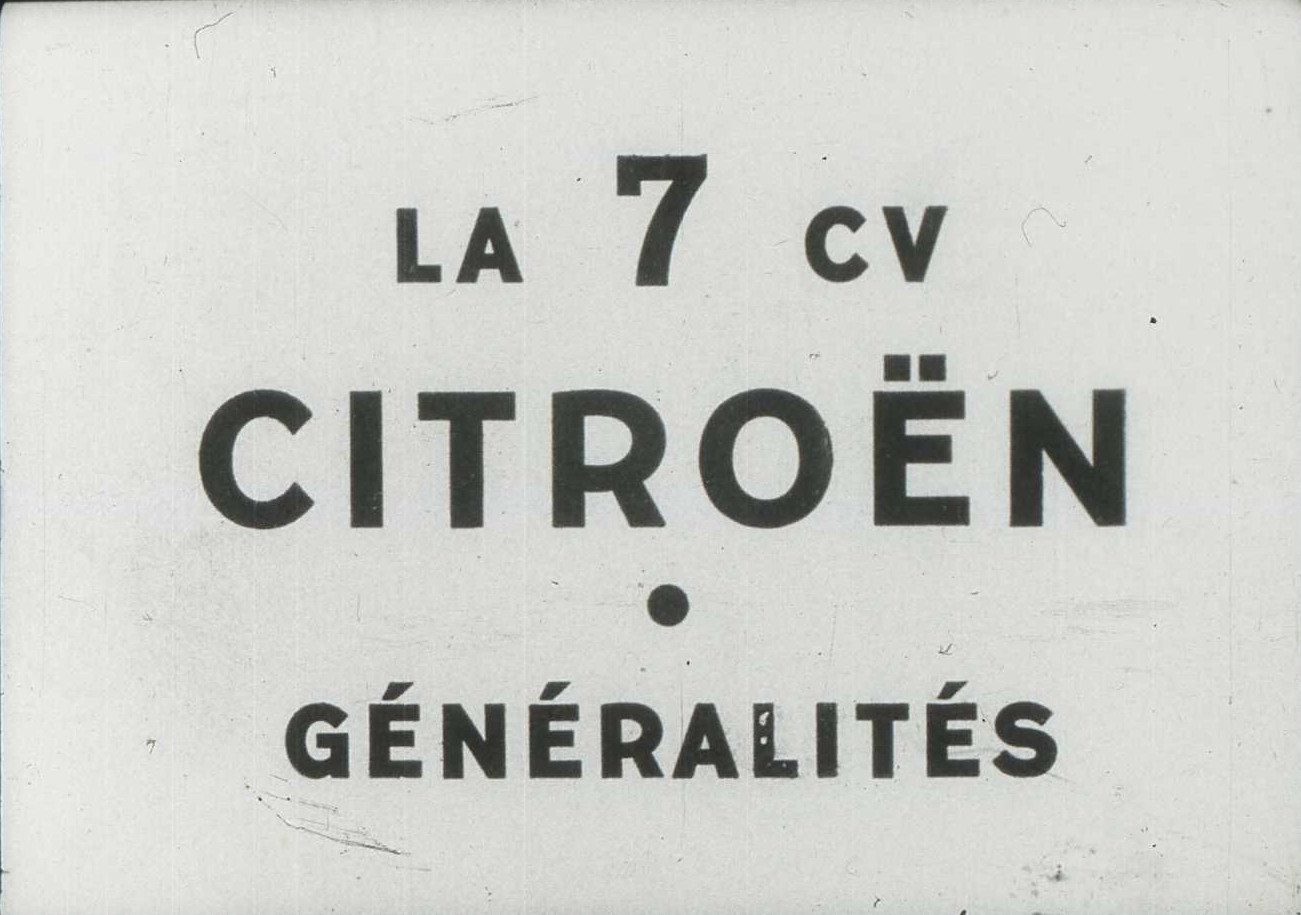 LA 7 CV
CITROËN
•
GÉNÉRALITÉS